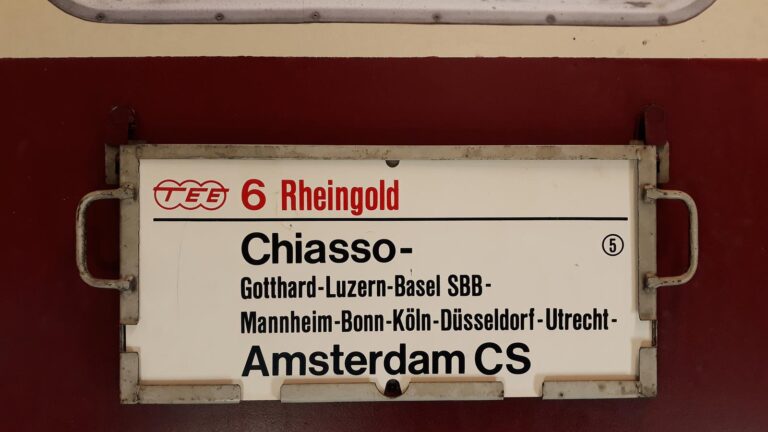 TEE 6 Rheingold
Chiasso- ⑤
Gotthard-Luzern-Basel SBB-
Mannheim-Bonn-Köln-Düsseldorf-Utrecht-
Amsterdam CS